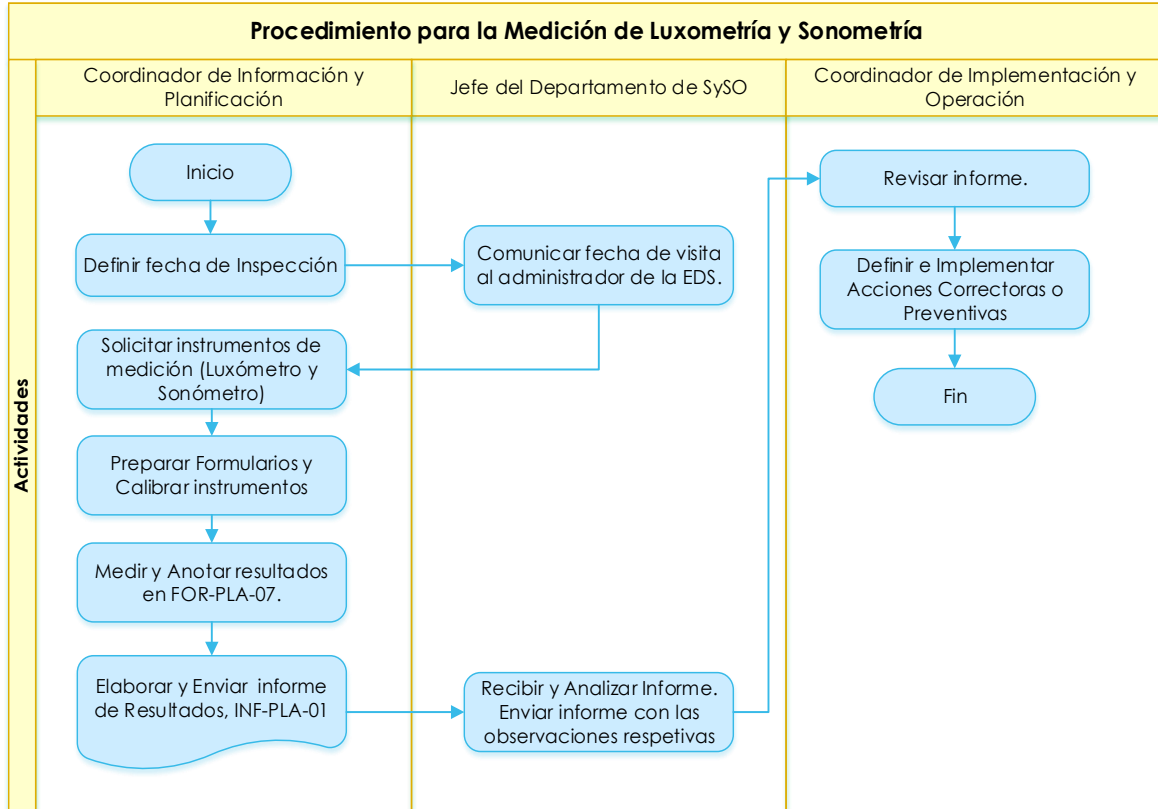 Procedimiento para la Medición de Luxometría y Sonometría
Actividades
Coordinador de Información y
Planificación
Jefe del Departamento de SySO
Coordinador de Implementación y
Operación
Inicio
Definir fecha de Inspección
Comunicar fecha de visita
al administrador de la EDS.
Solicitar instrumentos de
medición (Luxómetro y
Sonómetro)
Preparar Formularios y
Calibrar instrumentos
Medir y Anotar resultados
en FOR-PLA-07.
Elaborar y Enviar informe
de Resultados, INF-PLA-01
Recibir y Analizar Informe.
Enviar informe con las
observaciones respetivas
Revisar informe.
Definir e Implementar
Acciones Correctoras o
Preventivas
Fin